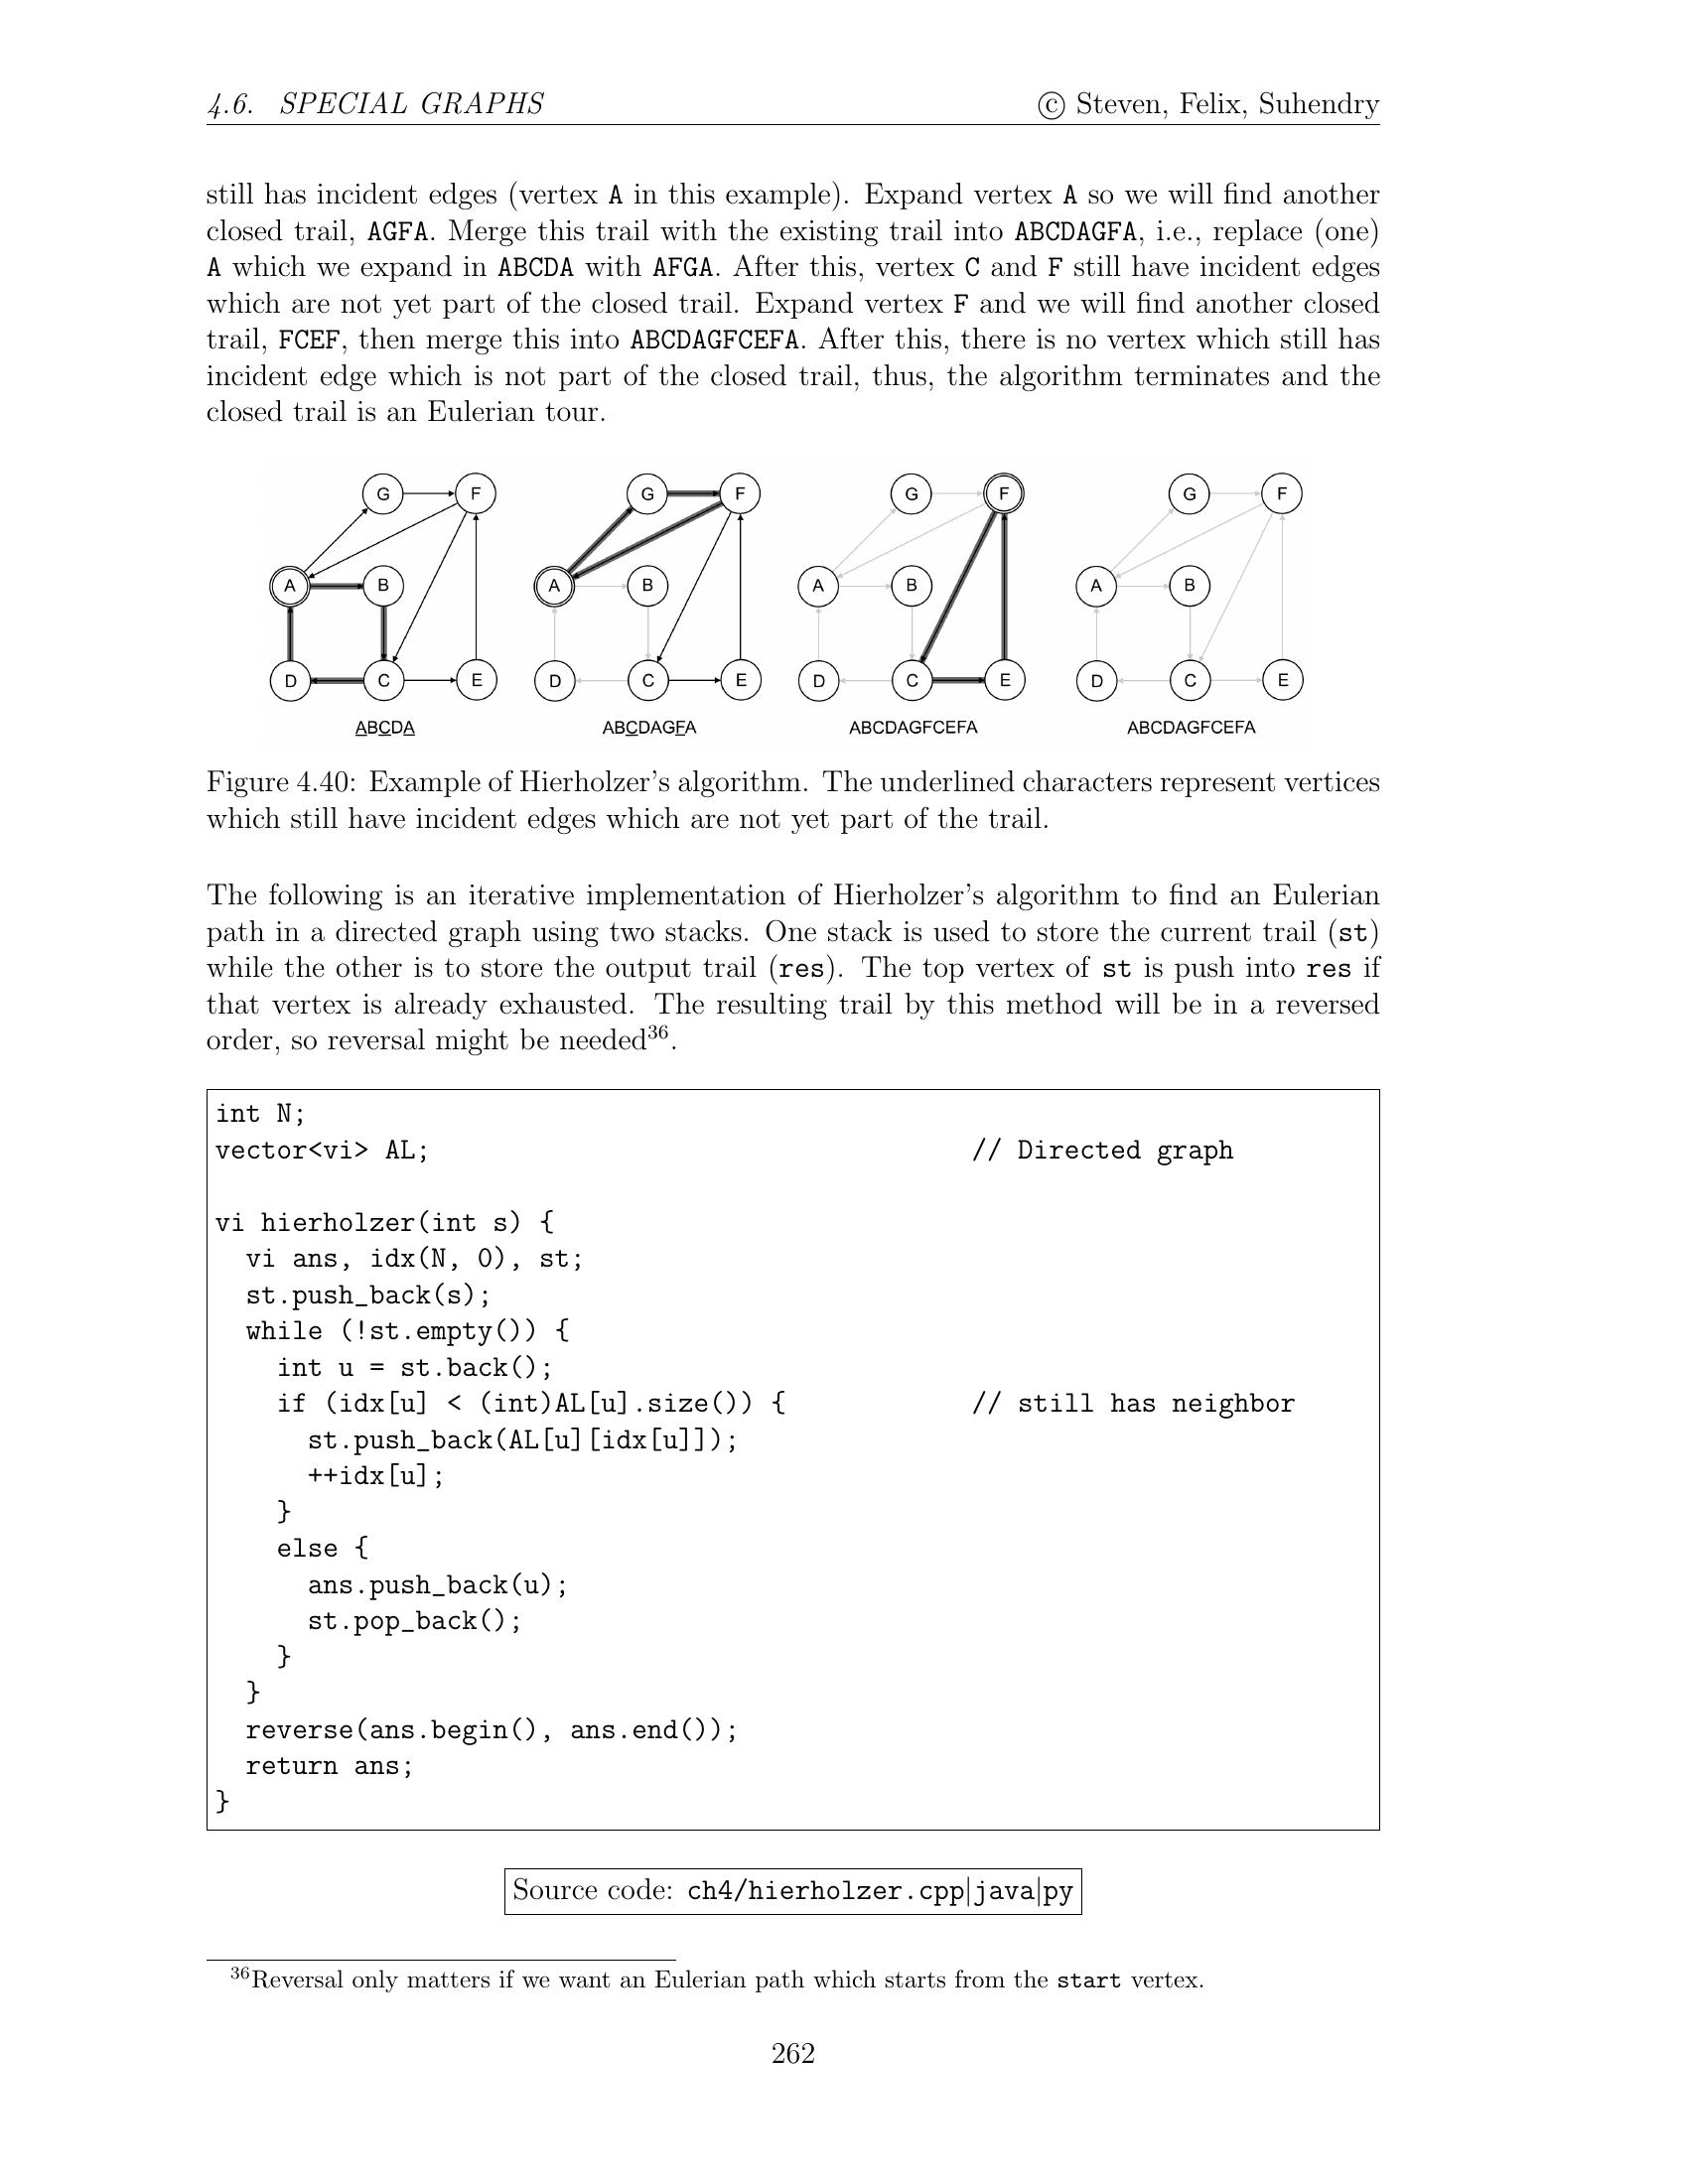 4.6. SPECIAL GRAPHS © Steven, Felix, Suhendry
still has incident edges (vertex A in this example). Expand vertex A so we will find another
closed trail, AGFA. Merge this trail with the existing trail into ABCDAGFA, i.e., replace (one)
A which we expand in ABCDA with AFGA. After this, vertex C and F still have incident edges
which are not yet part of the closed trail. Expand vertex F and we will find another closed
trail, FCEF, then merge this into ABCDAGFCEFA. After this, there is no vertex which still has
incident edge which is not part of the closed trail, thus, the algorithm terminates and the
closed trail is an Eulerian tour.
G F G F G F G F
A B A B A B A B
D C E D C E D C E D C E
ABCDA ABCDAGFA ABCDAGFCEFA ABCDAGFCEFA
Figure 4.40: Example of Hierholzer's algorithm. The underlined characters represent vertices
which still have incident edges which are not yet part of the trail.
The following is an iterative implementation of Hierholzer's algorithm to find an Eulerian
path in a directed graph using two stacks. One stack is used to store the current trail (st)
while the other is to store the output trail (res). The top vertex of st is push into res if
that vertex is already exhausted. The resulting trail by this method will be in a reversed
order, so reversal might be needed36.
int N;
vector<vi> AL; // Directed graph
vi hierholzer(int s) {
vi ans, idx(N, 0), st;
st.push_back(s);
while (!st.empty()) {
int u = st.back();
if (idx[u] < (int)AL[u].size()) { // still has neighbor
st.push_back(AL[u][idx[u]]);
++idx[u];
}
else {
ans.push_back(u);
st.pop_back();
}
}
reverse(ans.begin(), ans.end());
return ans;
}
Source code: ch4/hierholzer.cpp|java|py
36Reversal only matters if we want an Eulerian path which starts from the start vertex.
262